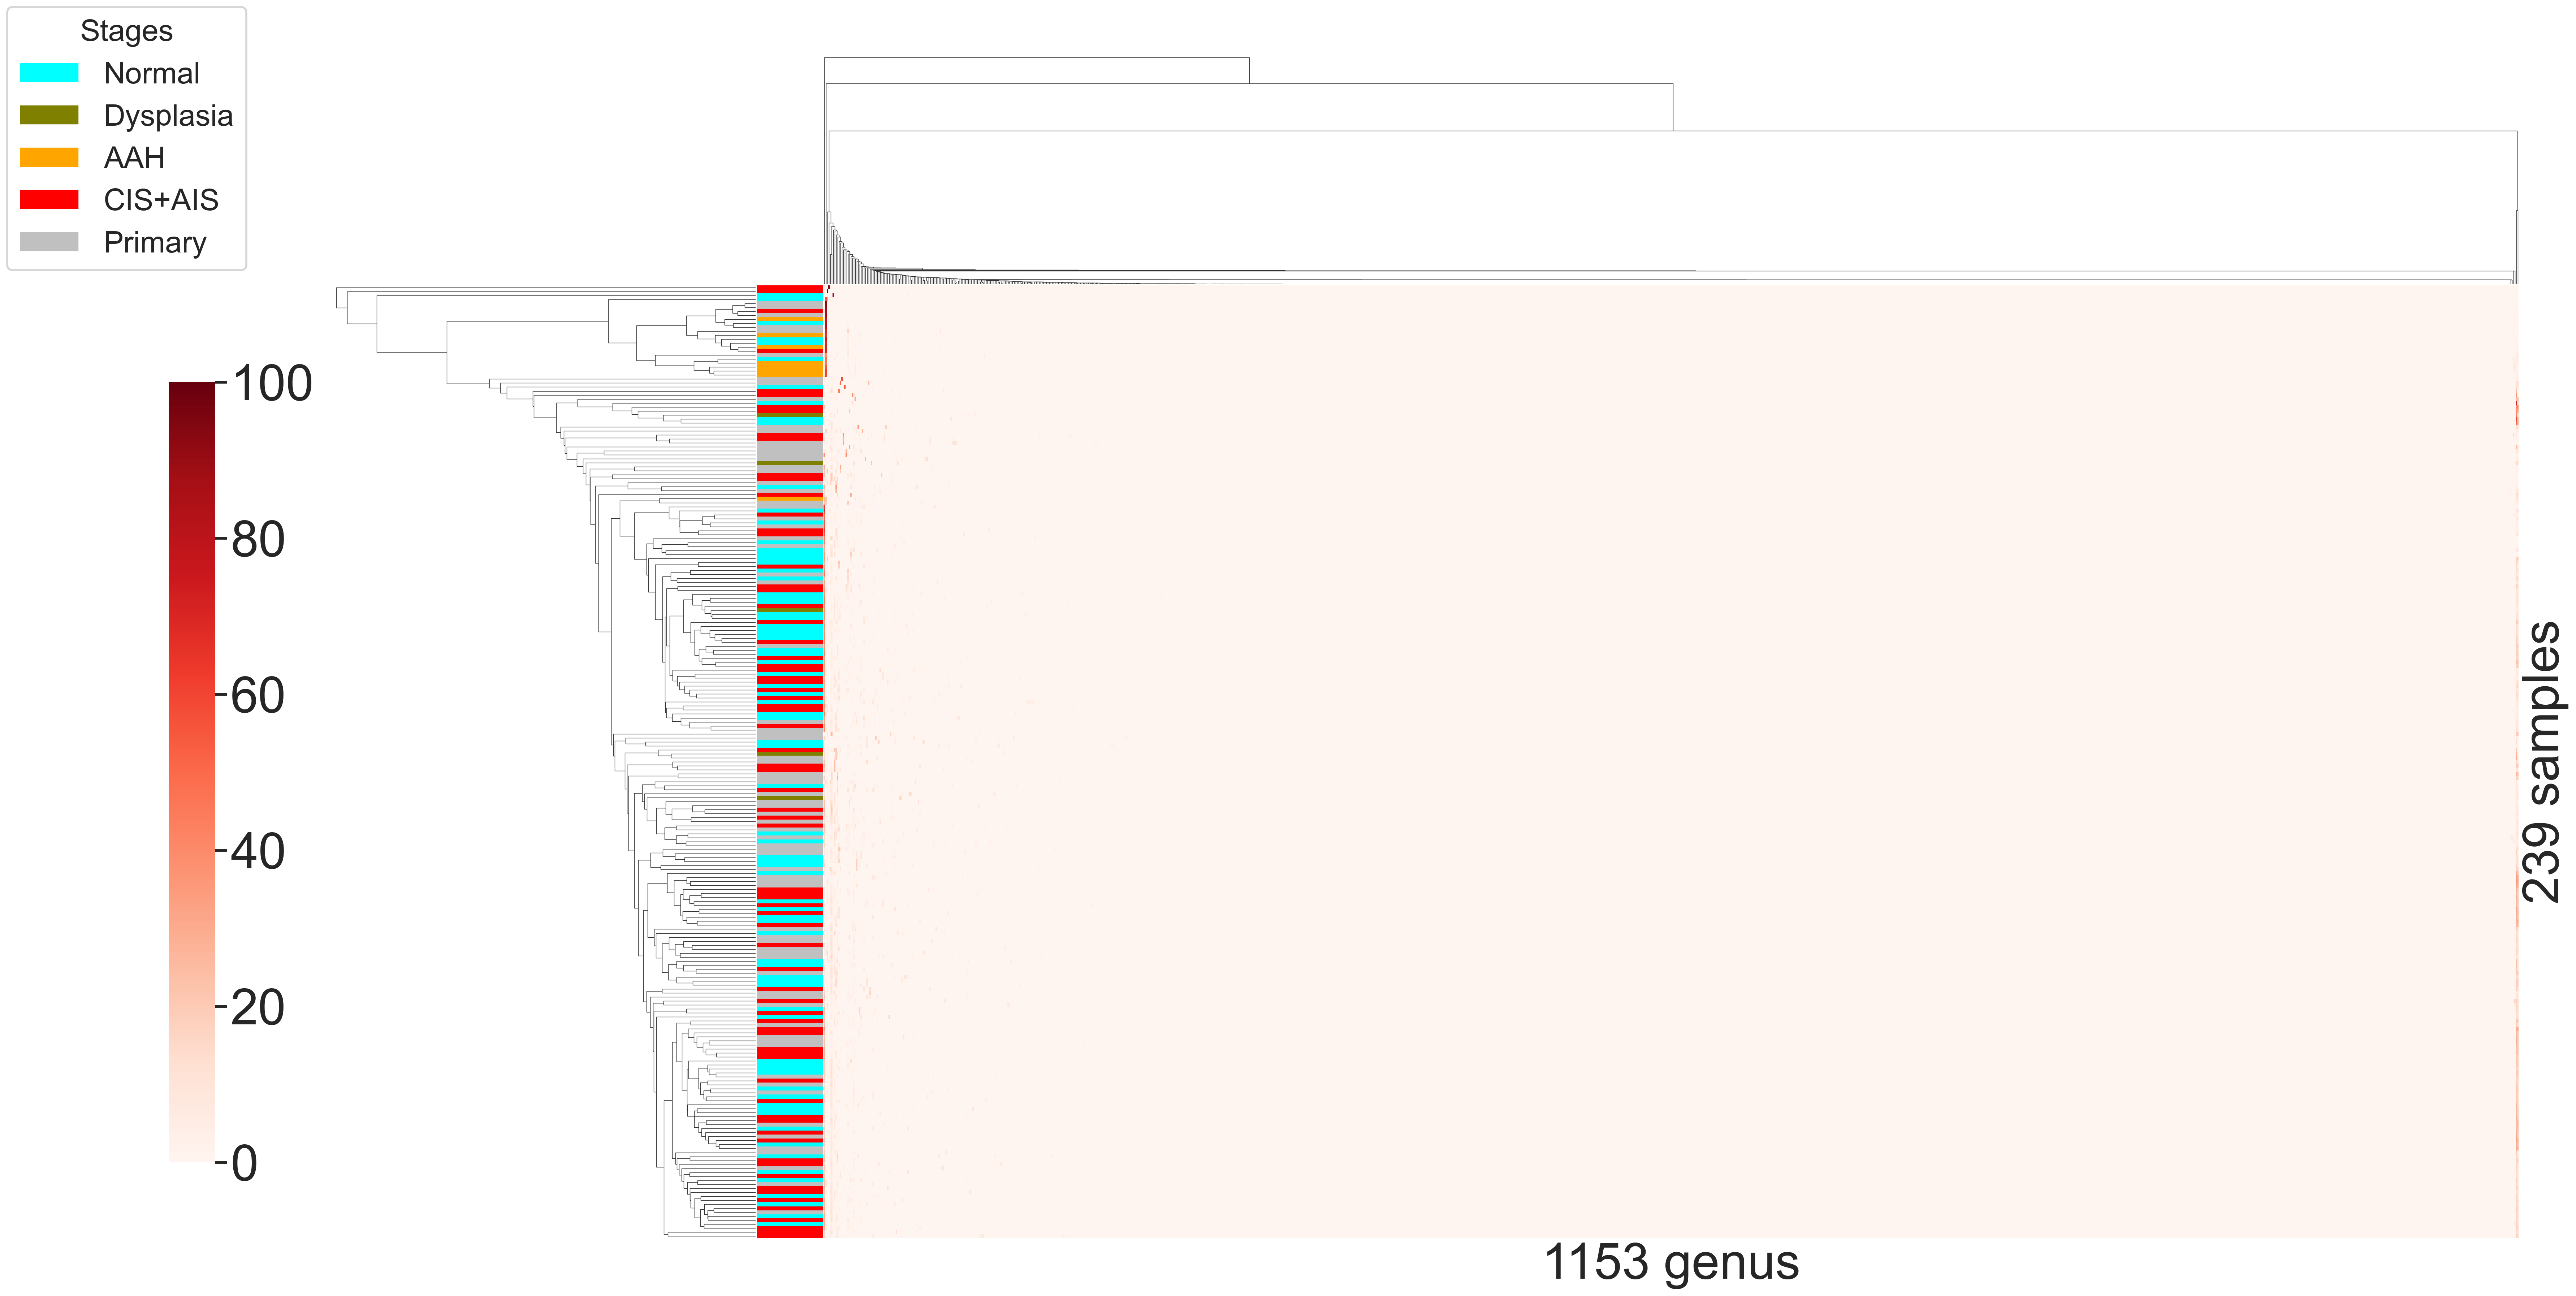 Stages
Normal
Dysplasia
AAH
CIS+AIS
Primary
100
80
60
40
20
0
239 samples
1153 genus